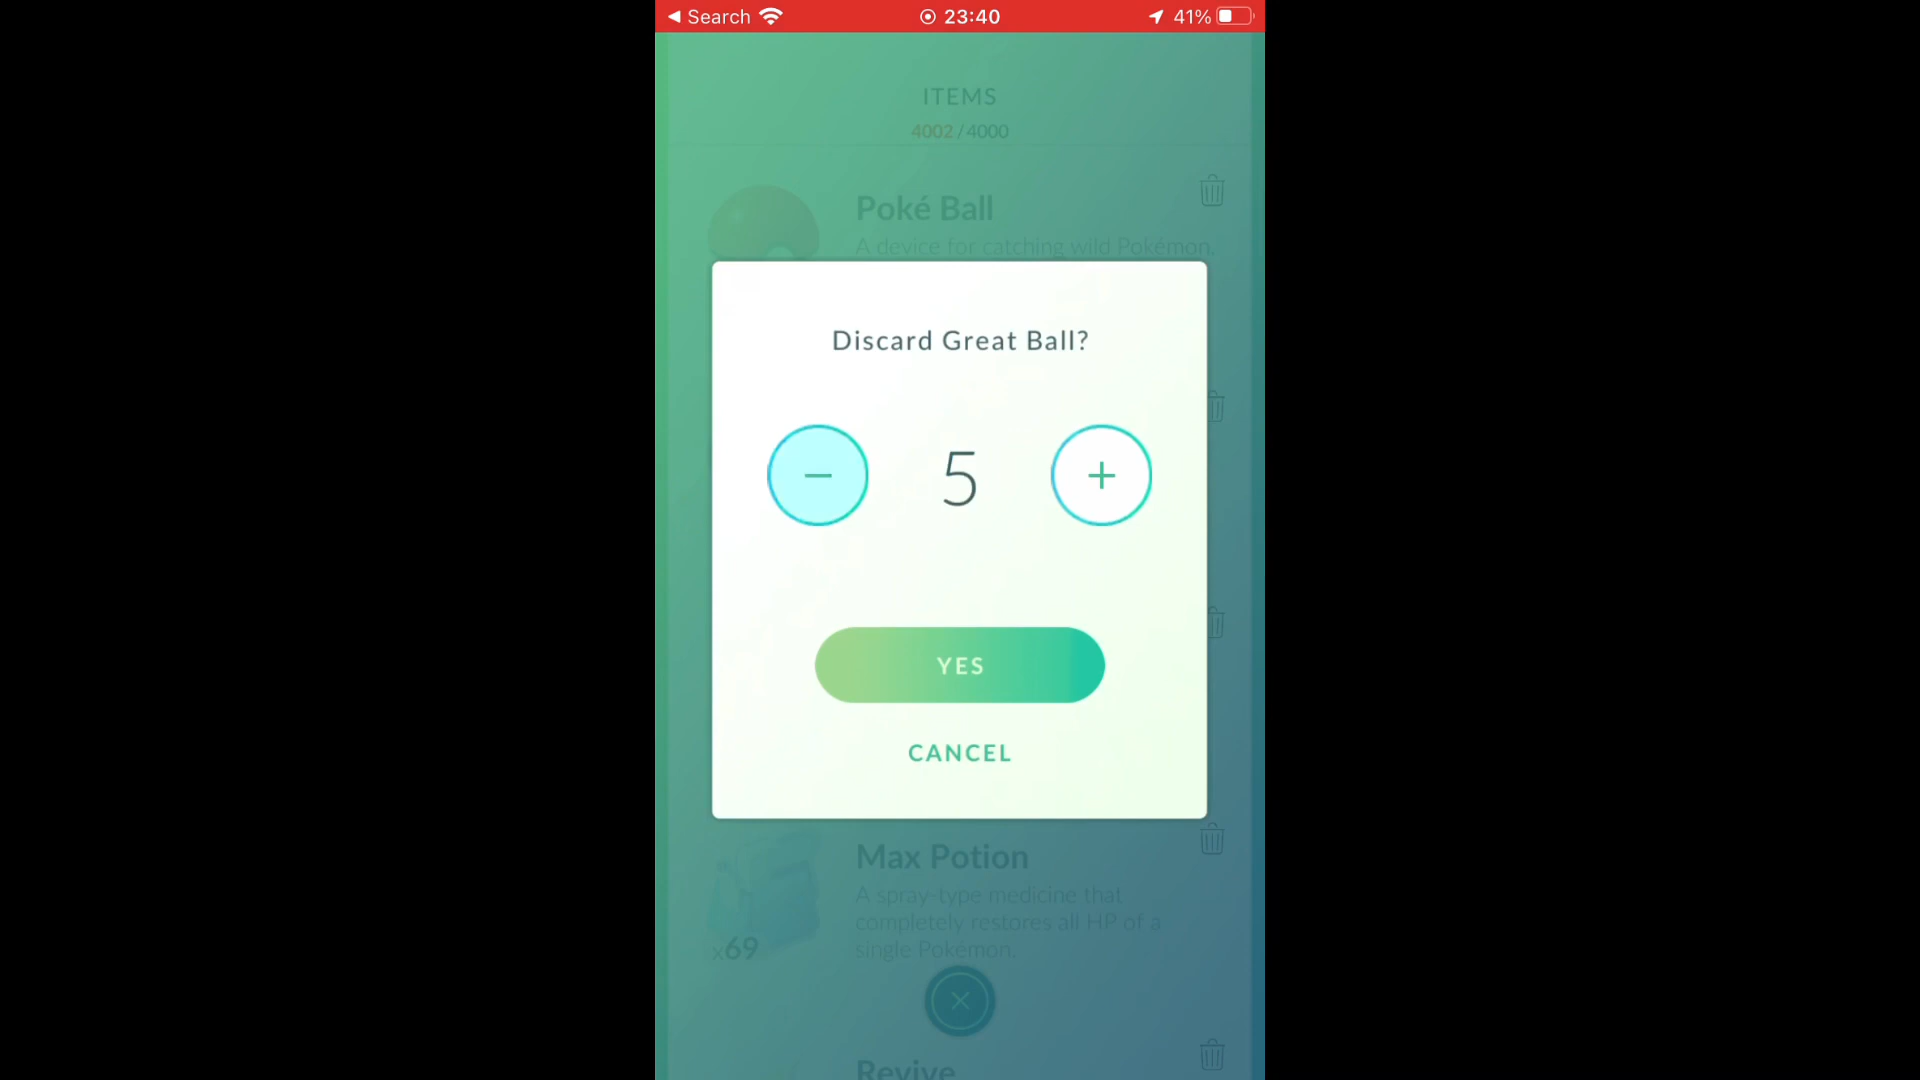 Search
23:40
41%
ITEMS
4002/4000
Poké Ball
A device for catching wild Pokémon.
Discard Great Ball?
− 5 +
YES
CANCEL
Max Potion
A spray-type medicine that
completely restores all HP of a
single Pokémon.
x69
Revive